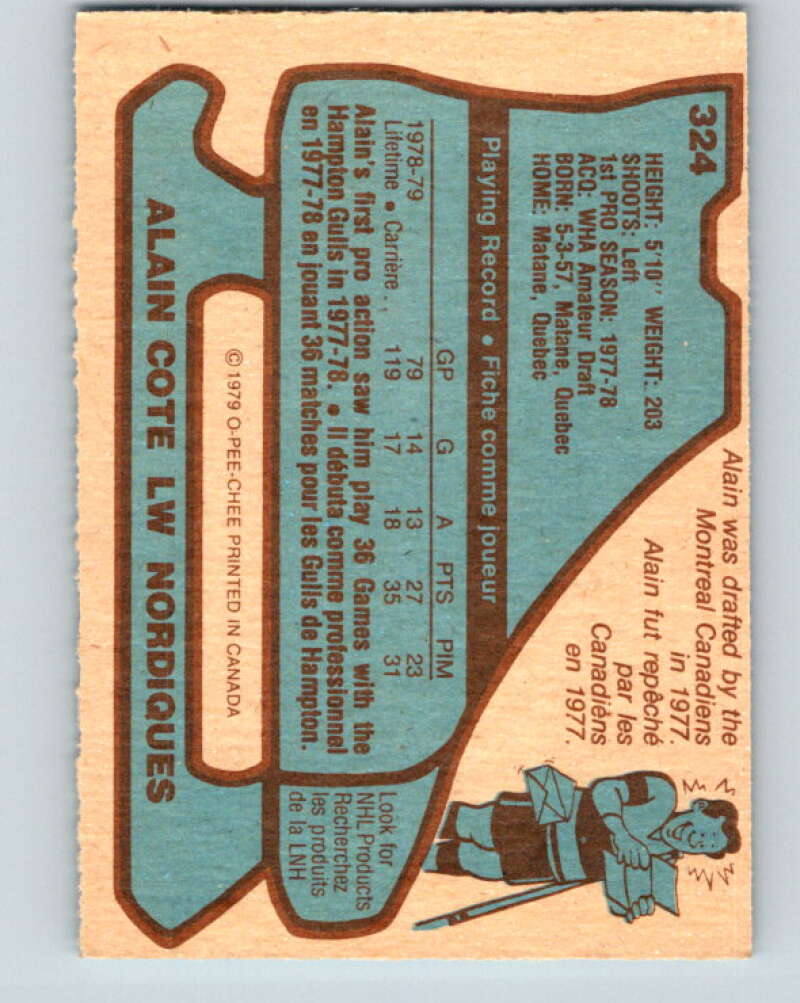 324
HEIGHT: 5'10" WEIGHT: 203
SHOOTS: Left
1st PRO SEASON: 1977-78
ACQ: WHA Amateur Draft
BORN: 5-3-57, Matane, Quebec
HOME: Matane, Quebec
Alain was drafted by the
Montreal Canadiens
in 1977.
Alain fut repêché
par les
Canadiens
en 1977.
Playing Record • Fiche comme joueur
GP G A PTS PIM
1978-79 79 14 13 27 23
Lifetime • Carrière . . 119 17 18 35 31
Alain's first pro action saw him play 36 Games with the
Hampton Gulls in 1977-78. • Il débuta comme professionnel
en 1977-78 en jouant 36 matches pour les Gulls de Hampton.
Look for
NHL Products
Recherchez
les produits
de la LNH
© 1979 O-PEE-CHEE PRINTED IN CANADA
ALAIN COTE LW NORDIQUES